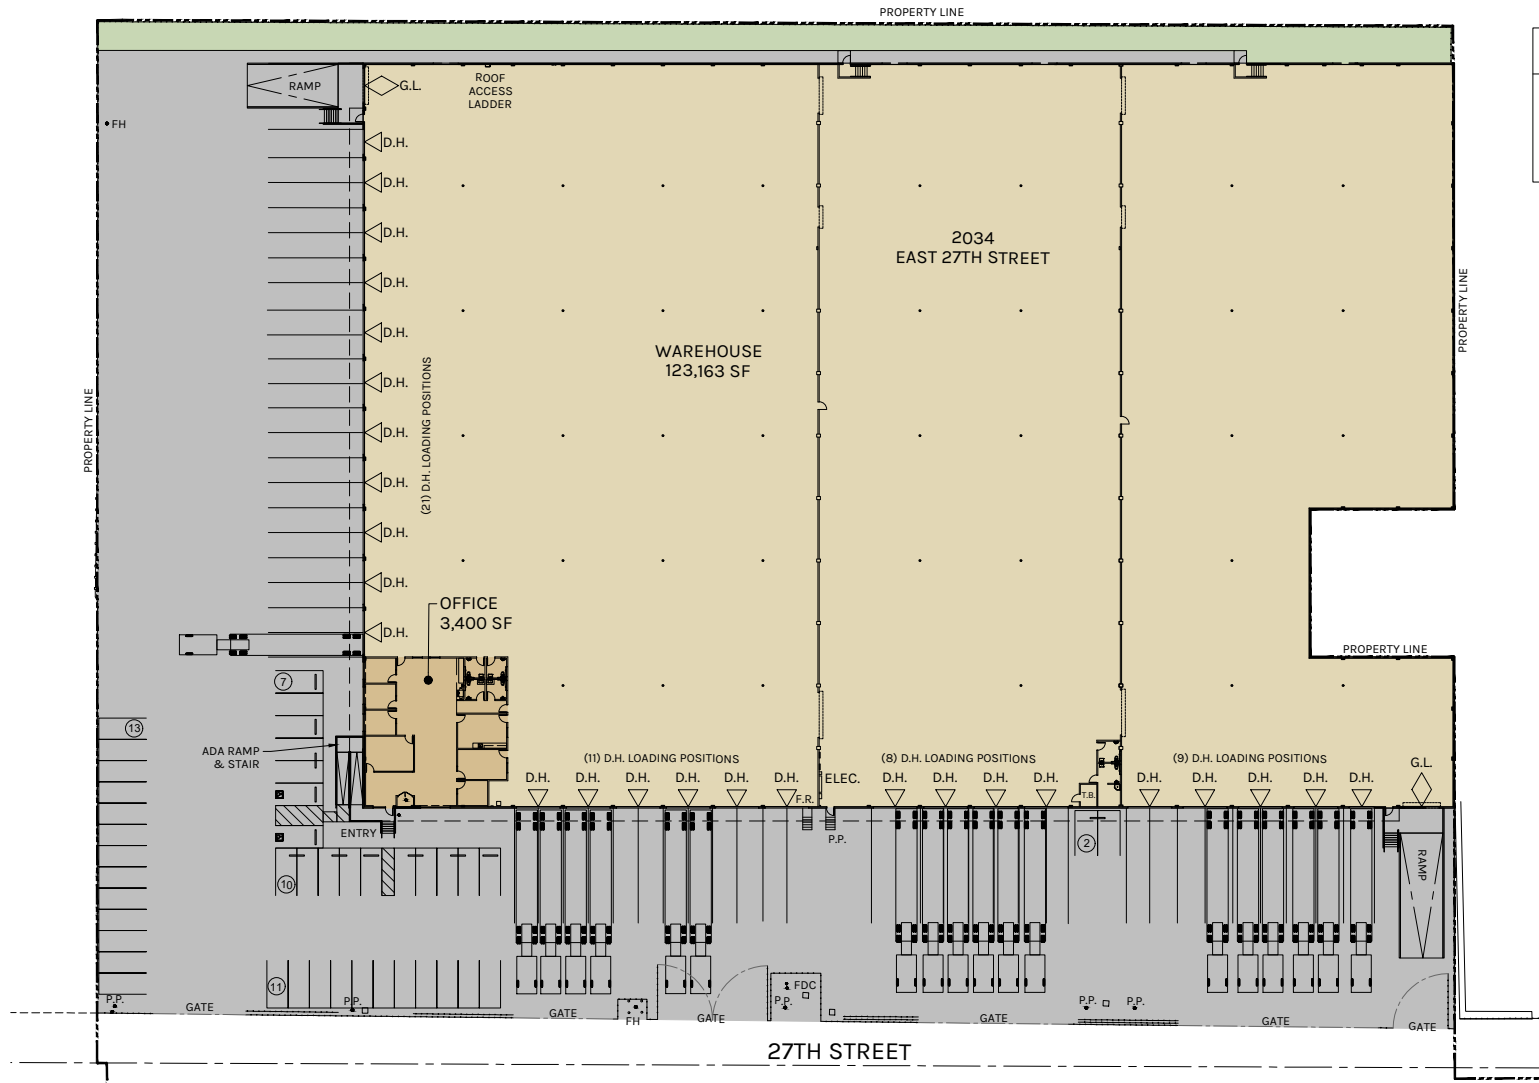 PROPERTY LINE
RAMP
G.L.
ROOF
ACCESS
LADDER
FH
D.H.
D.H.
D.H.
D.H.
D.H.
D.H.
D.H.
D.H.
D.H.
D.H.
D.H.
(21) D.H. LOADING POSITIONS
2034
EAST 27TH STREET
WAREHOUSE
123,163 SF
PROPERTY LINE
PROPERTY LINE
OFFICE
3,400 SF
PROPERTY LINE
7
13
ADA RAMP
& STAIR
(11) D.H. LOADING POSITIONS
(8) D.H. LOADING POSITIONS
(9) D.H. LOADING POSITIONS
D.H. D.H. D.H. D.H. D.H. D.H.
ELEC.
D.H. D.H. D.H. D.H.
D.H. D.H. D.H. D.H. D.H.
G.L.
F.R.
T.B.
ENTRY
P.P.
2
RAMP
10
11
P.P.
P.P.
FDC
P.P.
P.P.
P.P.
GATE
GATE
FH
GATE
GATE
GATE
GATE
27TH STREET